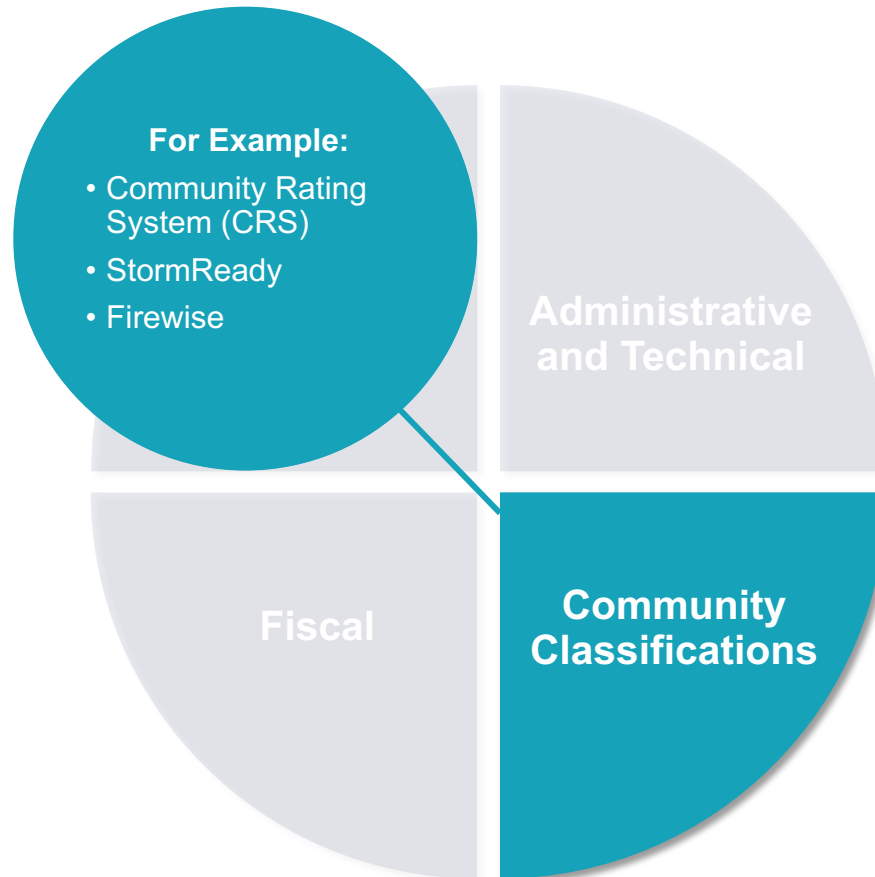 For Example:
• Community Rating
System (CRS)
• StormReady
• Firewise
Administrative
and Technical
Fiscal
Community
Classifications